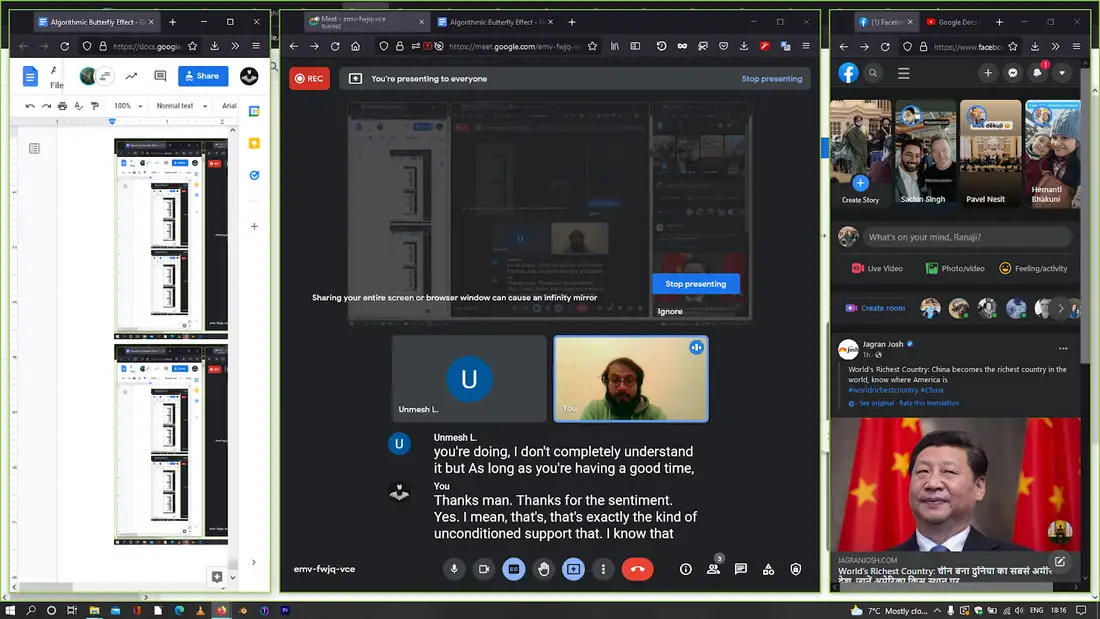 Algorithmic Butterfly Effect - G
https://docs.google.
File
Share
100%
Normal text
Arial
Meet - emv-fwjq-vce
PLAYING
Algorithmic Butterfly Effect - G
https://meet.google.com/emv-fwjq-vce
REC
You're presenting to everyone
Stop presenting
Sharing your entire screen or browser window can cause an infinity mirror
Stop presenting
Ignore
U
Unmesh L.
You
U
Unmesh L.
you're doing, I don't completely understand
it but As long as you're having a good time,
You
Thanks man. Thanks for the sentiment.
Yes. I mean, that's, that's exactly the kind of
unconditioned support that. I know that
emv-fwjq-vce
3
(1) Facebook
Google Docs
https://www.facebo
1
Create Story
Sachin Singh
moc děkuji
Pavel Nesit
Hemanti
Bhakuni
What's on your mind, Ranaji?
Live Video
Photo/video
Feeling/activity
Create room
Jagran Josh
1h
World's Richest Country: China becomes the richest country in the
world, know where America is
#worldrichestcountry #China
See original · Rate this translation
JAGRANJOSH.COM
World's Richest Country: चीन बना दुनिया का सबसे अमीर
7°C Mostly clo...
ENG
18:16